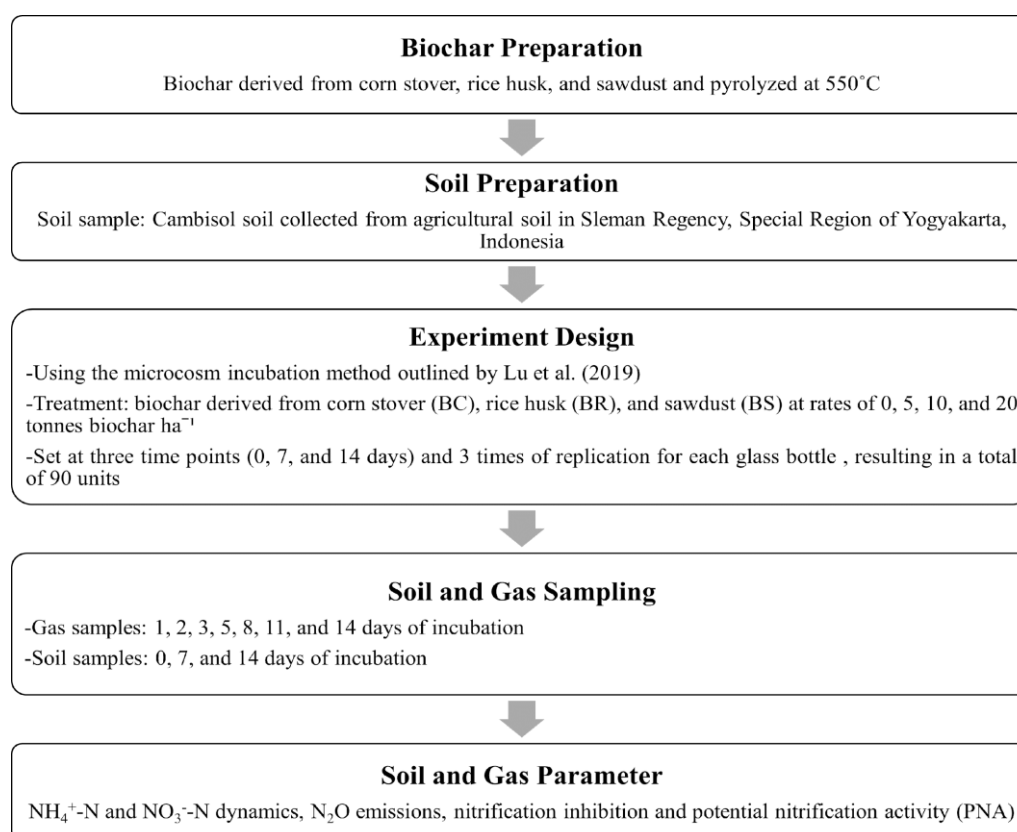 Biochar Preparation
Biochar derived from corn stover, rice husk, and sawdust and pyrolyzed at 550˚C
Soil Preparation
Soil sample: Cambisol soil collected from agricultural soil in Sleman Regency, Special Region of Yogyakarta,
Indonesia
Experiment Design
-Using the microcosm incubation method outlined by Lu et al. (2019)
-Treatment: biochar derived from corn stover (BC), rice husk (BR), and sawdust (BS) at rates of 0, 5, 10, and 20
tonnes biochar ha⁻¹
-Set at three time points (0, 7, and 14 days) and 3 times of replication for each glass bottle , resulting in a total
of 90 units
Soil and Gas Sampling
-Gas samples: 1, 2, 3, 5, 8, 11, and 14 days of incubation
-Soil samples: 0, 7, and 14 days of incubation
Soil and Gas Parameter
NH₄⁺-N and NO₃⁻-N dynamics, N₂O emissions, nitrification inhibition and potential nitrification activity (PNA)